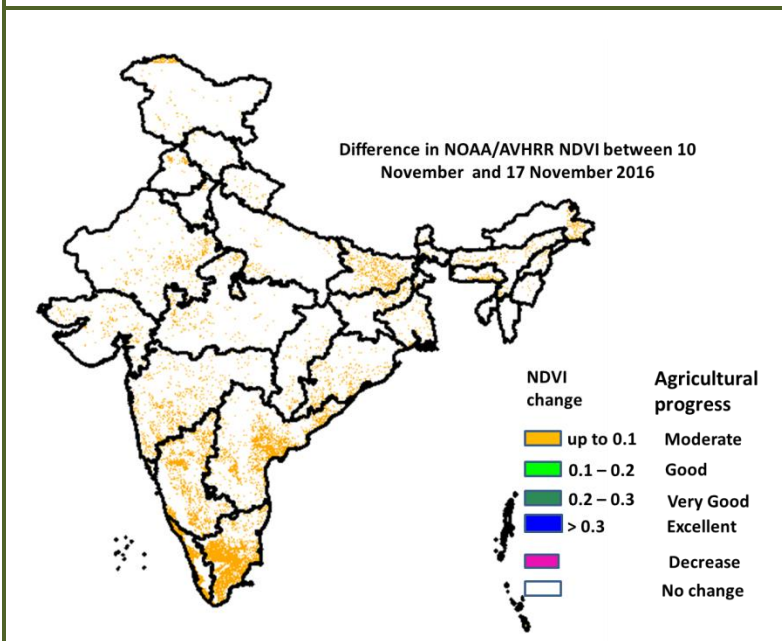 Difference in NOAA/AVHRR NDVI between 10
November and 17 November 2016
NDVI
change
Agricultural
progress
up to 0.1 Moderate
0.1 – 0.2 Good
0.2 – 0.3 Very Good
> 0.3 Excellent
Decrease
No change